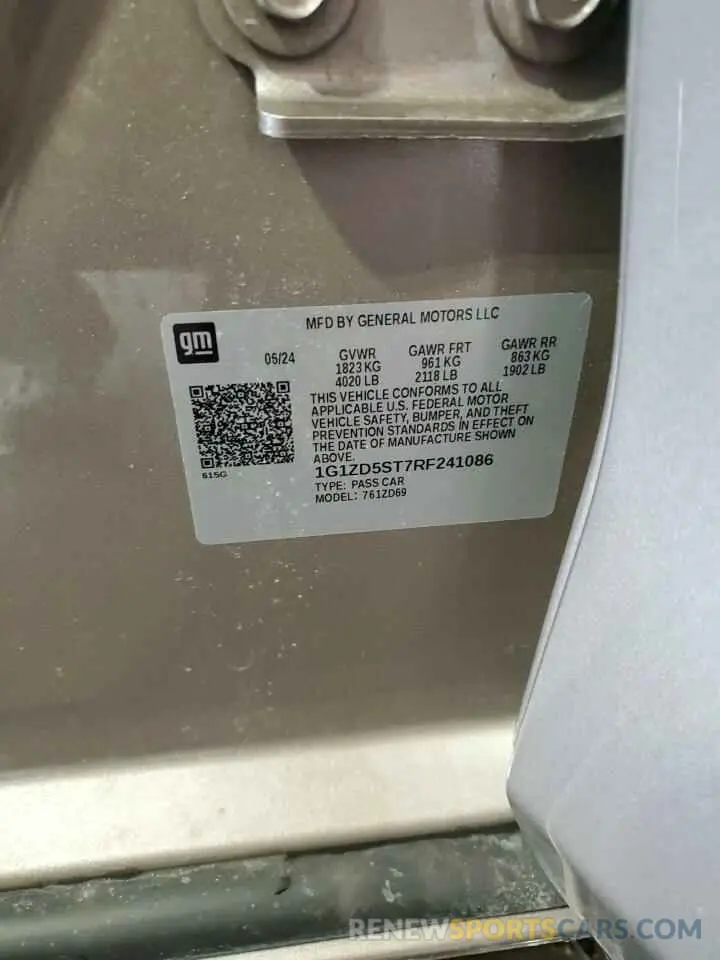 gm
MFD BY GENERAL MOTORS LLC
05/24
GVWR GAWR FRT GAWR RR
1823 KG 961 KG 863 KG
4020 LB 2118 LB 1902 LB
THIS VEHICLE CONFORMS TO ALL
APPLICABLE U.S. FEDERAL MOTOR
VEHICLE SAFETY, BUMPER, AND THEFT
PREVENTION STANDARDS IN EFFECT ON
THE DATE OF MANUFACTURE SHOWN
ABOVE.
615G
1G1ZD5ST7RF241086
TYPE: PASS CAR
MODEL: 761ZD69
RENEWSPORTSCARS.COM